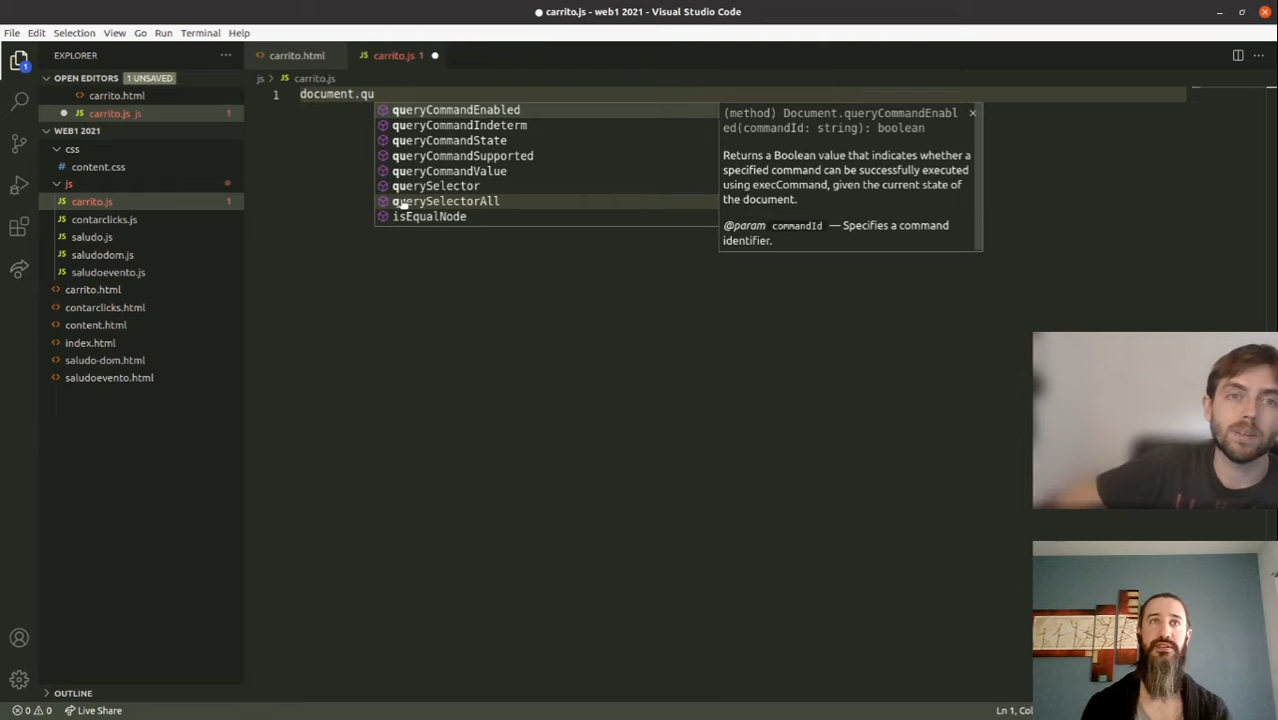 carrito.js - web1 2021 - Visual Studio Code
File Edit Selection View Go Run Terminal Help
EXPLORER
carrito.html
carrito.js 1
OPEN EDITORS 1 UNSAVED
js > carrito.js
carrito.html
1 document.qu
carrito.js js 1
WEB1 2021
css
content.css
js
carrito.js 1
contarclicks.js
saludo.js
saludodom.js
saludoevento.js
carrito.html
contarclicks.html
content.html
index.html
saludo-dom.html
saludoevento.html
queryCommandEnabled
queryCommandIndeterm
queryCommandState
queryCommandSupported
queryCommandValue
querySelector
querySelectorAll
isEqualNode
(method) Document.queryCommandEnabl
ed(commandId: string): boolean
Returns a Boolean value that indicates whether a
specified command can be successfully executed
using execCommand, given the current state of
the document.
@param commandId — Specifies a command
identifier.
1
OUTLINE
0 0 Live Share
Ln 1, Col